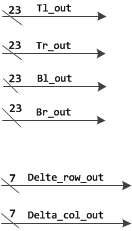 23 Tl_out
23 Tr_out
23 Bl_out
23 Br_out
7 Delte_row_out
7 Delta_col_out